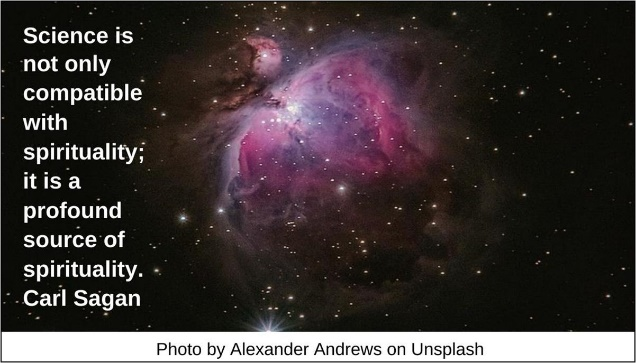 Science is
not only
compatible
with
spirituality;
it is a
profound
source of
spirituality.
Carl Sagan
Photo by Alexander Andrews on Unsplash